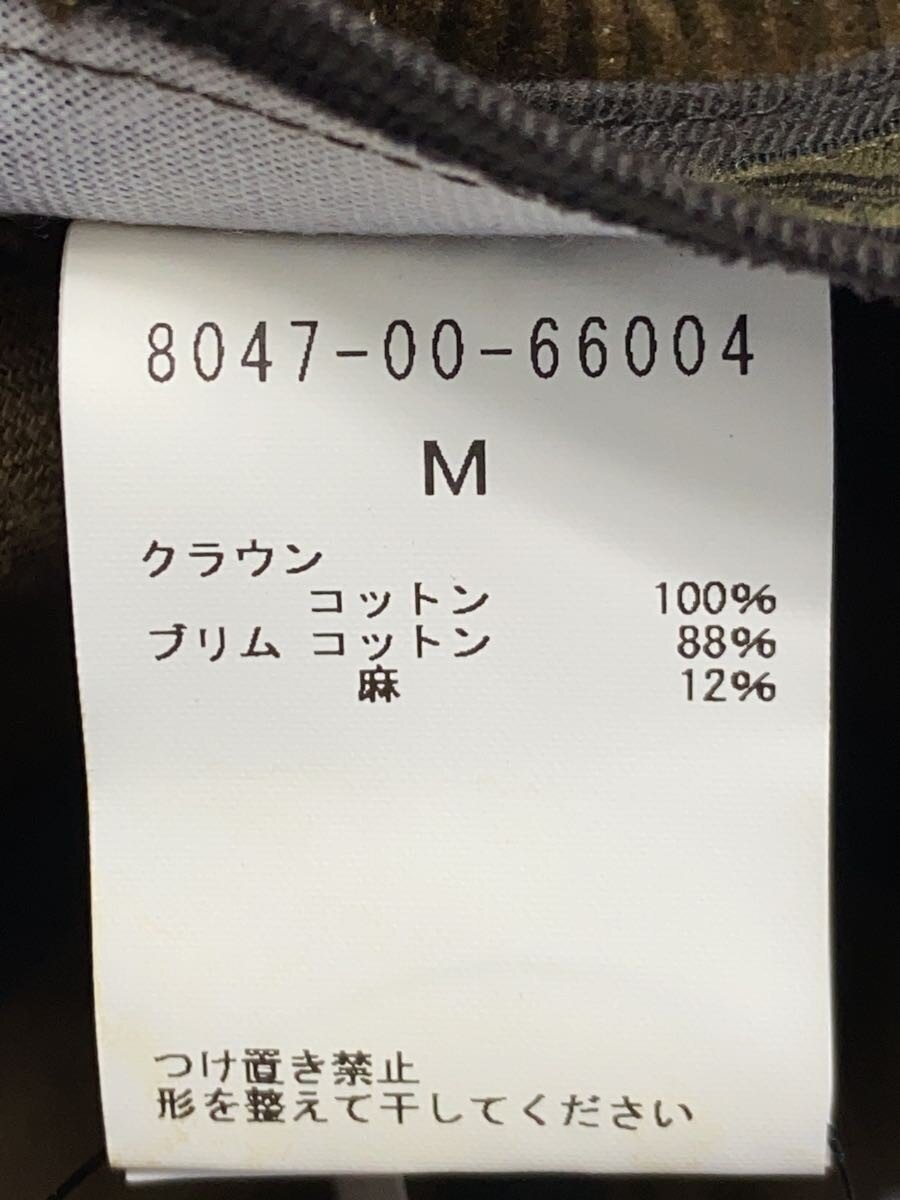 8047-00-66004
M
クラウン
コットン 100%
ブリム コットン 88%
麻 12%
つけ置き禁止
形を整えて干してください